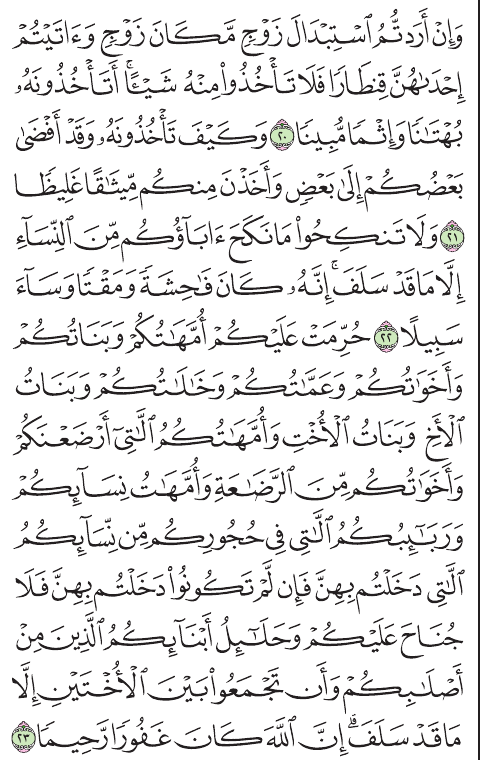 وَإِنْ أَرَدتُّمُ ٱسْتِبْدَالَ زَوْجٍ مَّكَانَ زَوْجٍ وَءَاتَيْتُمْ
إِحْدَىٰهُنَّ قِنطَارًا فَلَا تَأْخُذُوا۟ مِنْهُ شَيْـًٔا ۚ أَتَأْخُذُونَهُۥ
بُهْتَـٰنًا وَإِثْمًا مُّبِينًا ٢٠ وَكَيْفَ تَأْخُذُونَهُۥ وَقَدْ أَفْضَىٰ
بَعْضُكُمْ إِلَىٰ بَعْضٍ وَأَخَذْنَ مِنكُم مِّيثَـٰقًا غَلِيظًا
٢١ وَلَا تَنكِحُوا۟ مَا نَكَحَ ءَابَآؤُكُم مِّنَ ٱلنِّسَآءِ
إِلَّا مَا قَدْ سَلَفَ ۚ إِنَّهُۥ كَانَ فَـٰحِشَةً وَمَقْتًا وَسَآءَ
سَبِيلًا ٢٢ حُرِّمَتْ عَلَيْكُمْ أُمَّهَـٰتُكُمْ وَبَنَاتُكُمْ
وَأَخَوَٰتُكُمْ وَعَمَّـٰتُكُمْ وَخَـٰلَـٰتُكُمْ وَبَنَاتُ
ٱلْأَخِ وَبَنَاتُ ٱلْأُخْتِ وَأُمَّهَـٰتُكُمُ ٱلَّـٰتِىٓ أَرْضَعْنَكُمْ
وَأَخَوَٰتُكُم مِّنَ ٱلرَّضَـٰعَةِ وَأُمَّهَـٰتُ نِسَآئِكُمْ
وَرَبَـٰٓئِبُكُمُ ٱلَّـٰتِى فِى حُجُورِكُم مِّن نِّسَآئِكُمُ
ٱلَّـٰتِى دَخَلْتُم بِهِنَّ فَإِن لَّمْ تَكُونُوا۟ دَخَلْتُم بِهِنَّ فَلَا
جُنَاحَ عَلَيْكُمْ وَحَلَـٰٓئِلُ أَبْنَآئِكُمُ ٱلَّذِينَ مِنْ
أَصْلَـٰبِكُمْ وَأَن تَجْمَعُوا۟ بَيْنَ ٱلْأُخْتَيْنِ إِلَّا
مَا قَدْ سَلَفَ ۗ إِنَّ ٱللَّهَ كَانَ غَفُورًا رَّحِيمًا ٢٣